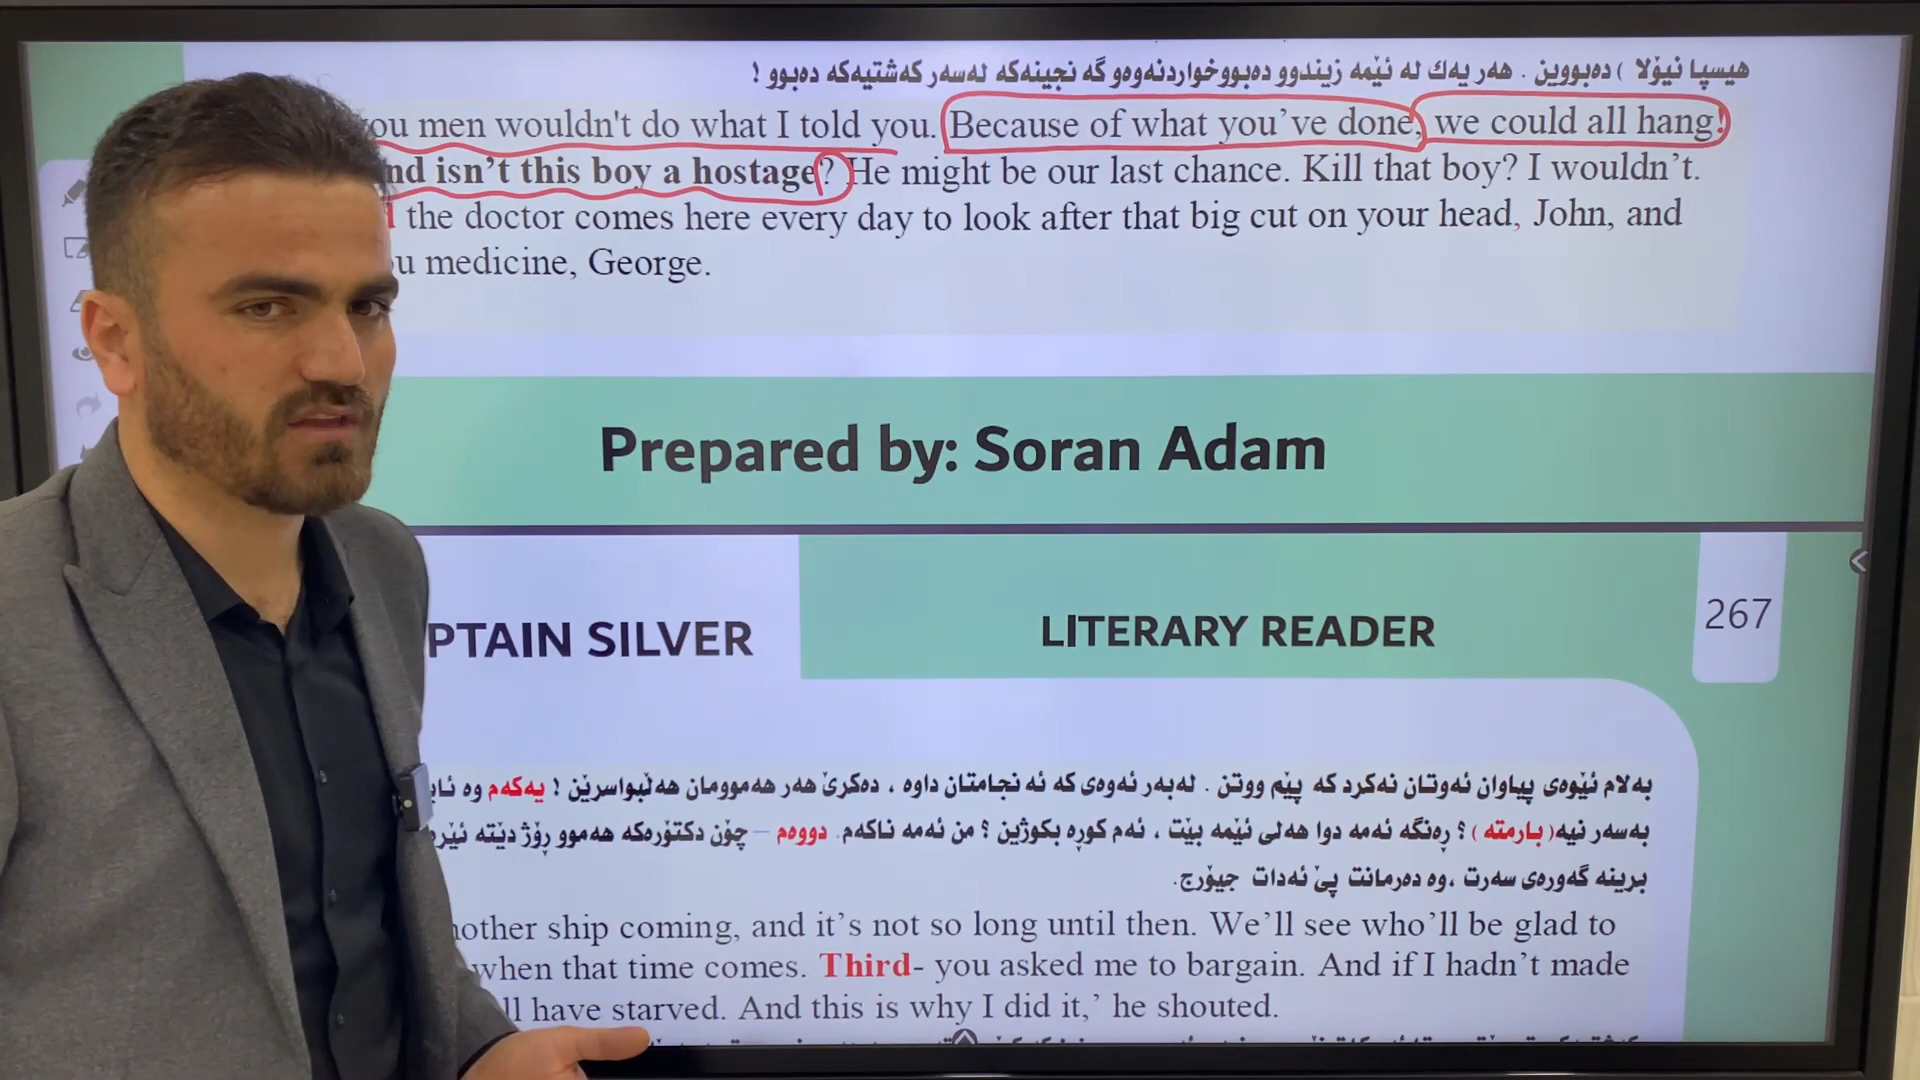 هیسپا نیۆلا ) دەبووین . هەر یەك لە ئێمە زیندوو دەبووخواردنەوەو گە نجینەکە لەسەر کەشتیەکە دەبوو !
ou men wouldn't do what I told you. Because of what you've done, we could all hang!
nd isn't this boy a hostage? He might be our last chance. Kill that boy? I wouldn't.
the doctor comes here every day to look after that big cut on your head, John, and
u medicine, George.
Prepared by: Soran Adam
PTAIN SILVER
LITERARY READER
267
بەلام ئێوەی پیاوان ئەوتان نەکرد کە پێم ووتن . لەبەر ئەوەی کە ئە نجامتان داوە ، دەکرێ هەر هەموومان هەڵبواسرێن ! یەکەم وە ئایا
بەسەر نیە( بارمتە ) ؟ ڕەنگە ئەمە دوا هەلی ئێمە بێت ، ئەم کوڕە بکوژین ؟ من ئەمە ناکەم. دووەم – چۆن دکتۆرەکە هەموو ڕۆژ دێتە ئێرە
برینە گەورەی سەرت ،وە دەرمانت پێ ئەدات جیۆرج.
nother ship coming, and it's not so long until then. We'll see who'll be glad to
when that time comes. Third- you asked me to bargain. And if I hadn't made
ll have starved. And this is why I did it,' he shouted.